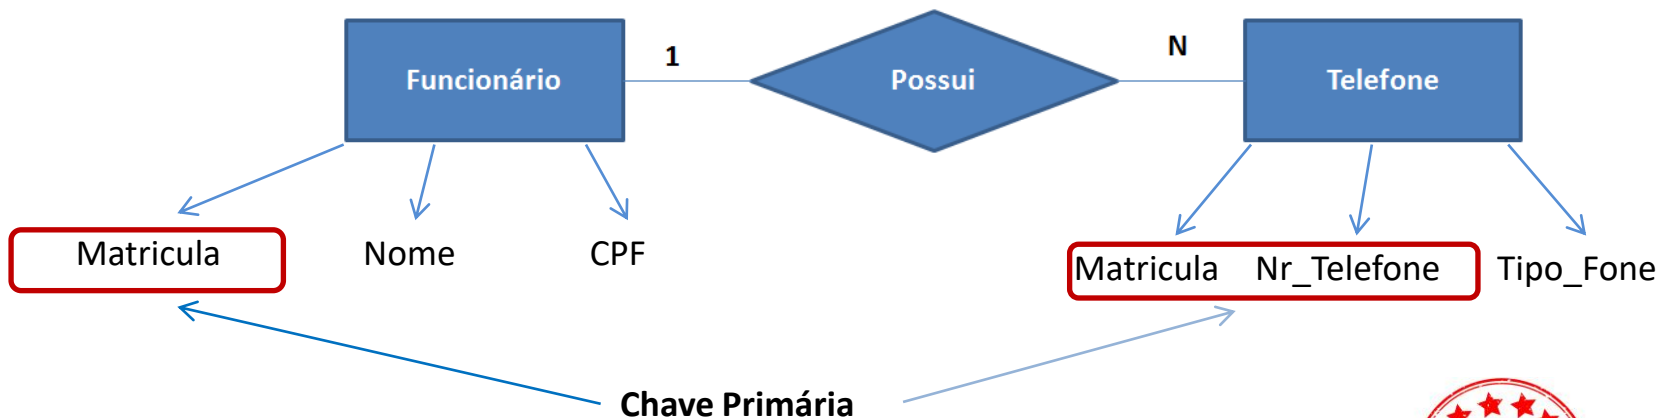 Funcionário
1
Possui
N
Telefone
Matricula
Nome
CPF
Matricula Nr_Telefone
Tipo_Fone
Chave Primária